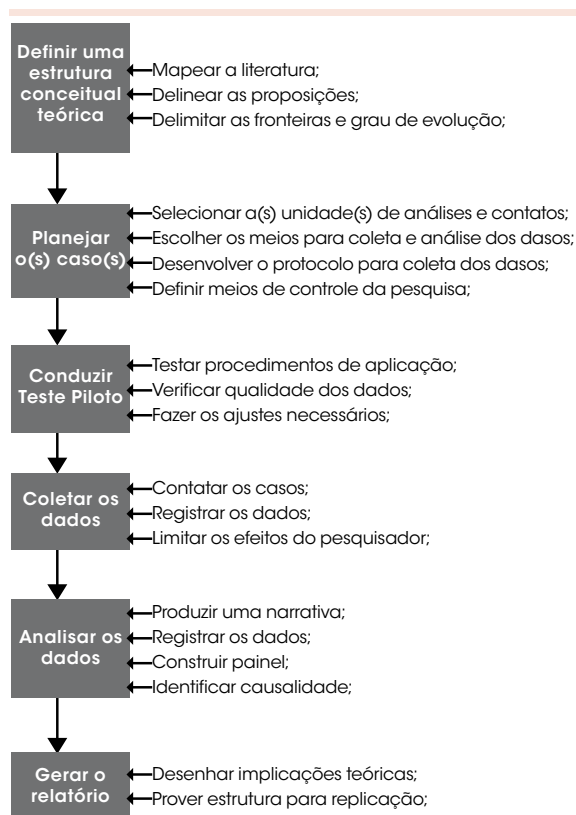 Definir uma
estrutura
conceitual
teórica
Mapear a literatura;
Delinear as proposições;
Delimitar as fronteiras e grau de evolução;
Planejar
o(s) caso(s)
Selecionar a(s) unidade(s) de análises e contatos;
Escolher os meios para coleta e análise dos dasos;
Desenvolver o protocolo para coleta dos dasos;
Definir meios de controle da pesquisa;
Conduzir
Teste Piloto
Testar procedimentos de aplicação;
Verificar qualidade dos dados;
Fazer os ajustes necessários;
Coletar os
dados
Contatar os casos;
Registrar os dados;
Limitar os efeitos do pesquisador;
Analisar os
dados
Produzir uma narrativa;
Registrar os dados;
Construir painel;
Identificar causalidade;
Gerar o
relatório
Desenhar implicações teóricas;
Prover estrutura para replicação;